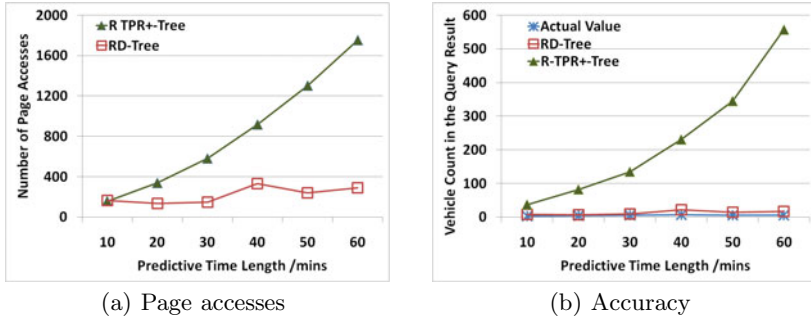 R TPR+-Tree
RD-Tree
Number of Page Accesses
2000
1600
1200
800
400
0
10 20 30 40 50 60
Predictive Time Length /mins
(a) Page accesses
Actual Value
RD-Tree
R-TPR+-Tree
Vehicle Count in the Query Result
600
500
400
300
200
100
0
10 20 30 40 50 60
Predictive Time Length /mins
(b) Accuracy